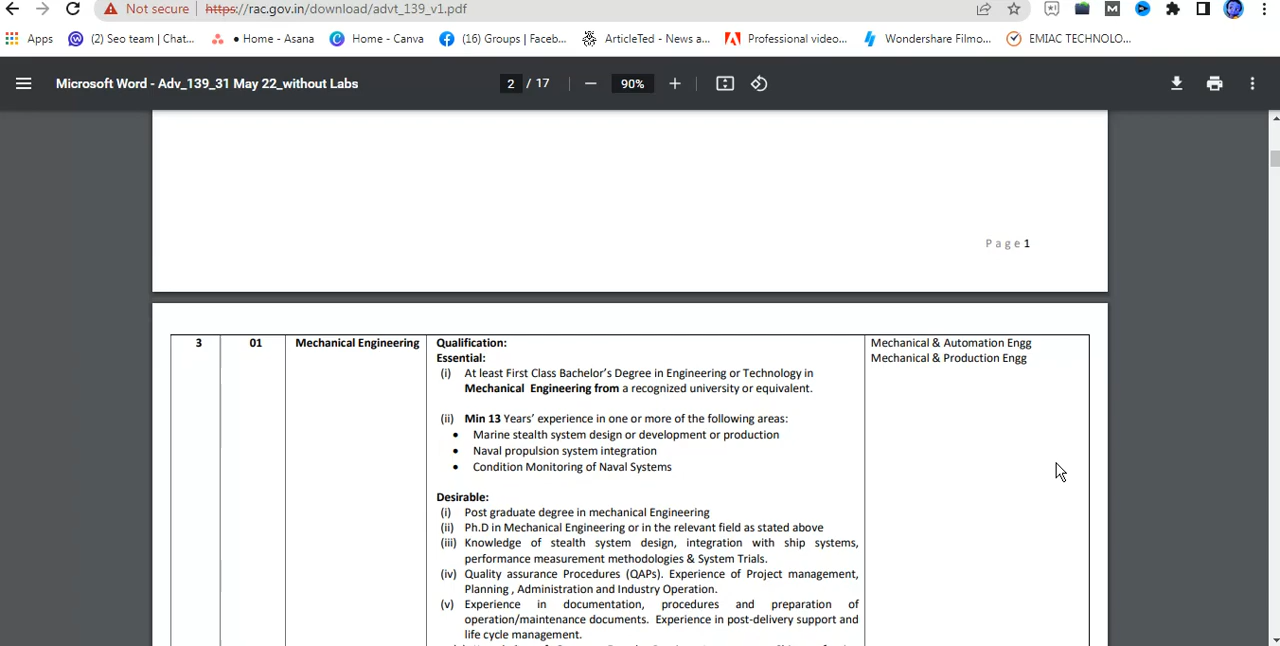 Not secure https://rac.gov.in/download/advt_139_v1.pdf
Apps (2) Seo team | Chat... • Home - Asana Home - Canva (16) Groups | Faceb... ArticleTed - News a... Professional video... Wondershare Filmo... EMIAC TECHNOLO...
Microsoft Word - Adv_139_31 May 22_without Labs 2 / 17 90%
Page 1
3 01 Mechanical Engineering
Qualification:
Essential:
(i) At least First Class Bachelor's Degree in Engineering or Technology in
Mechanical Engineering from a recognized university or equivalent.
(ii) Min 13 Years' experience in one or more of the following areas:
• Marine stealth system design or development or production
• Naval propulsion system integration
• Condition Monitoring of Naval Systems
Desirable:
(i) Post graduate degree in mechanical Engineering
(ii) Ph.D in Mechanical Engineering or in the relevant field as stated above
(iii) Knowledge of stealth system design, integration with ship systems,
performance measurement methodologies & System Trials.
(iv) Quality assurance Procedures (QAPs). Experience of Project management,
Planning , Administration and Industry Operation.
(v) Experience in documentation, procedures and preparation of
operation/maintenance documents. Experience in post-delivery support and
life cycle management.
Mechanical & Automation Engg
Mechanical & Production Engg